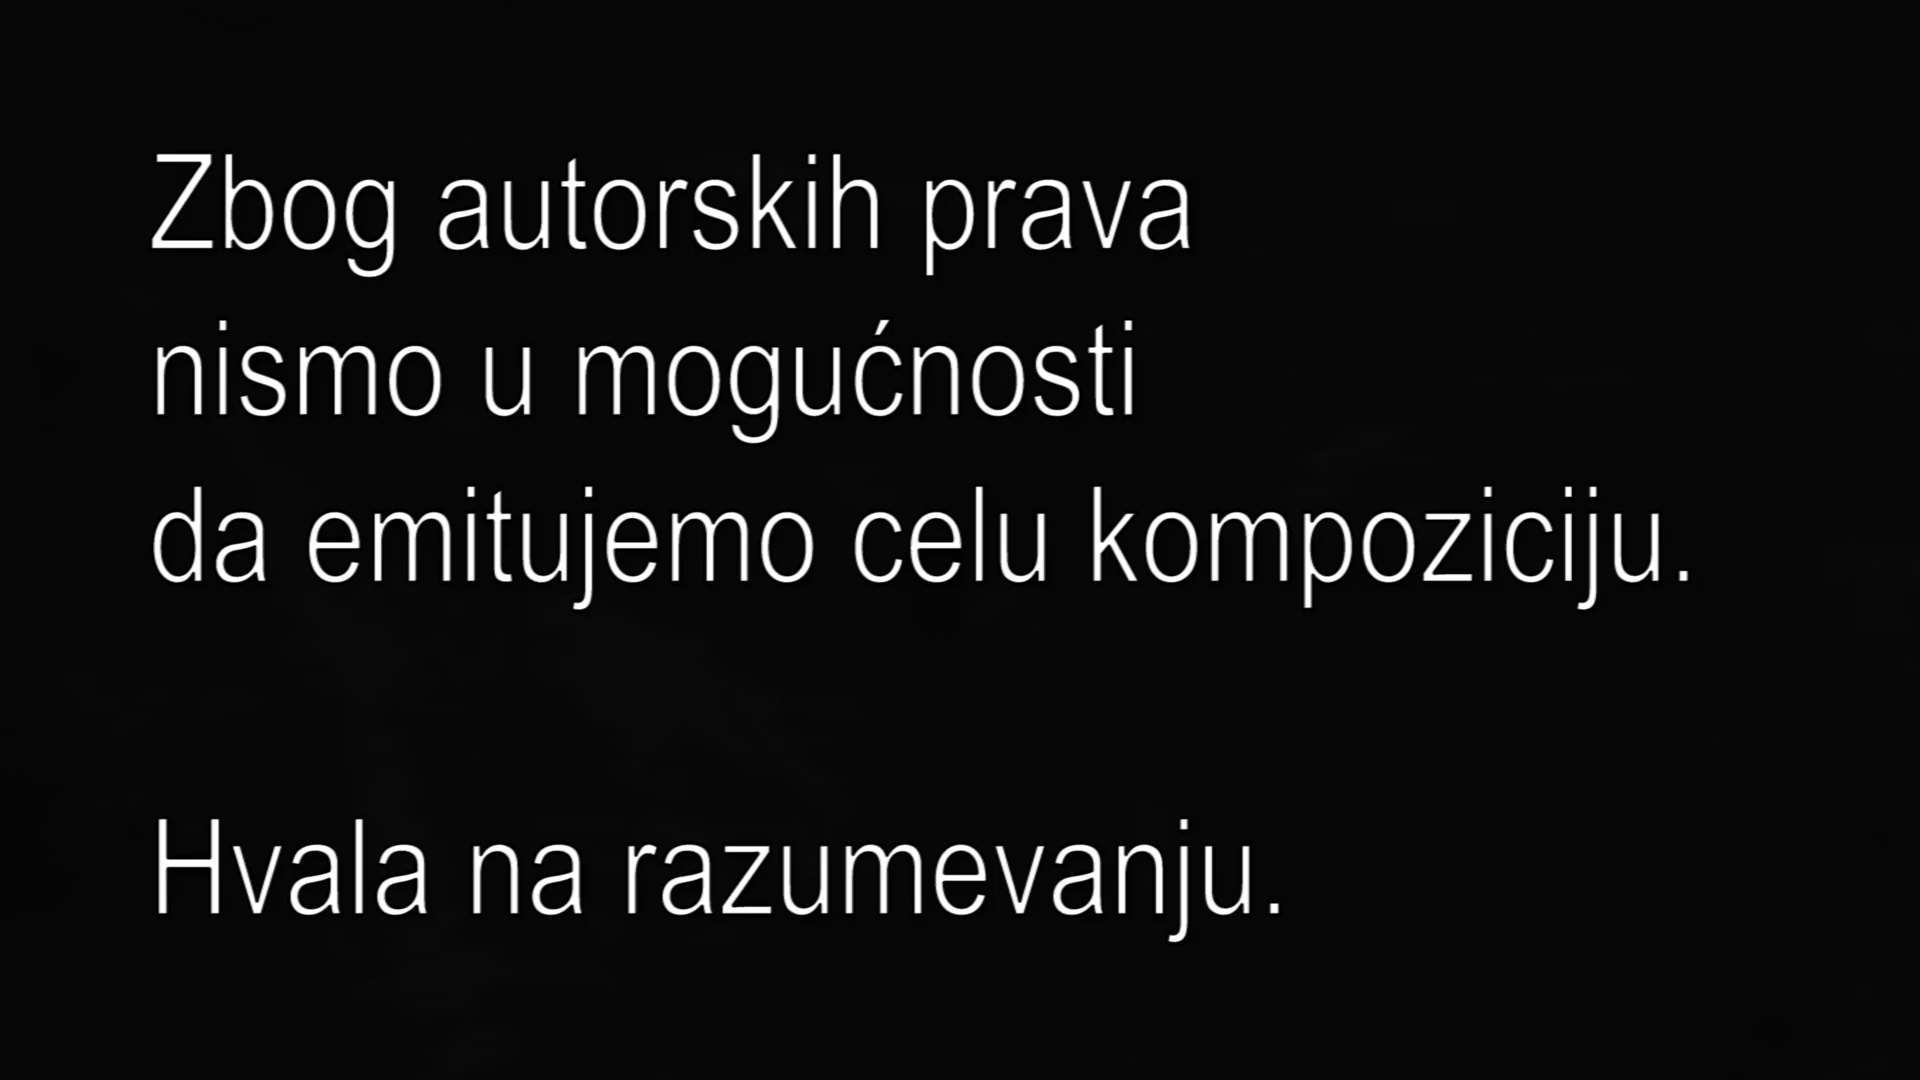 Zbog autorskih prava
nismo u mogućnosti
da emitujemo celu kompoziciju.
Hvala na razumevanju.